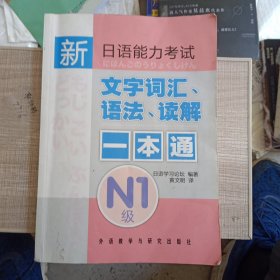 新
日语能力考试
にほんごのうりょくしけん
文字词汇、
语法、读解
一本通
N1
级
日语学习论坛 编著
黄文明 译
外语教学与研究出版社